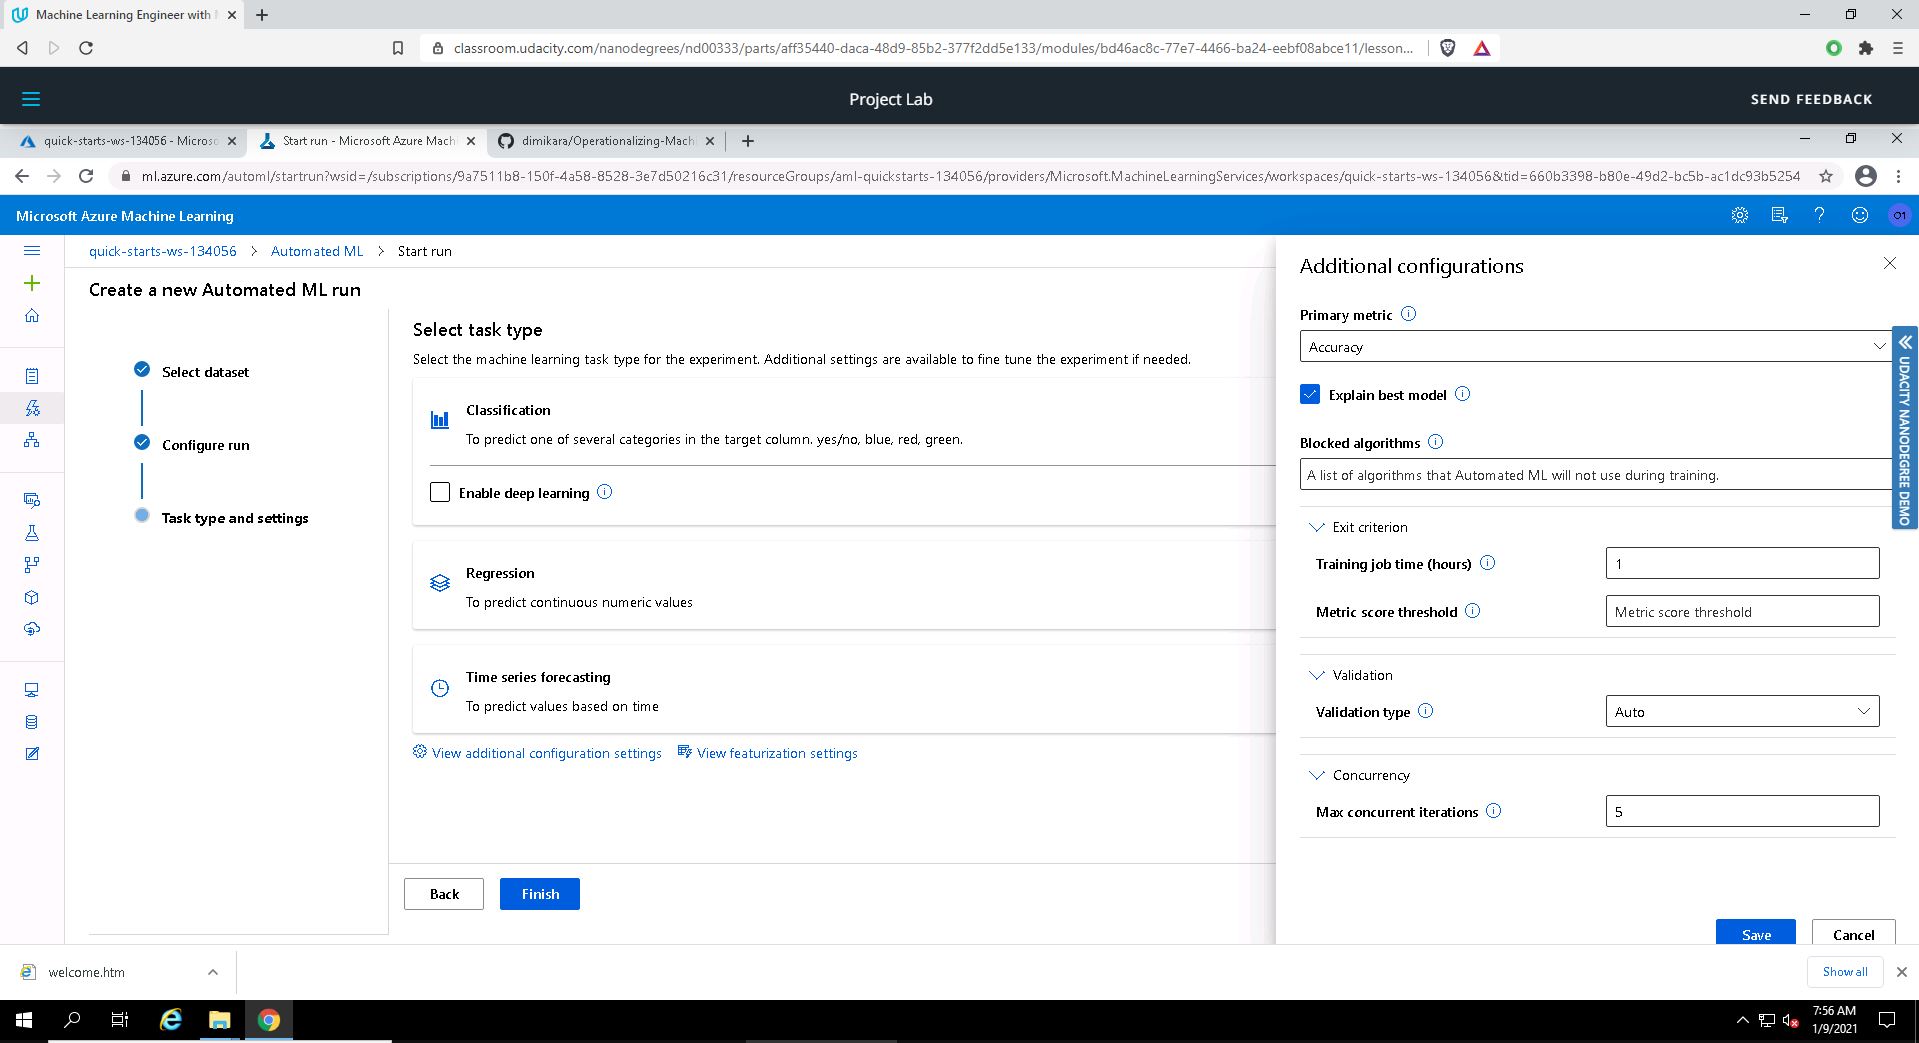 Machine Learning Engineer with
classroom.udacity.com/nanodegrees/nd00333/parts/aff35440-daca-48d9-85b2-377f2dd5e133/modules/bd46ac8c-77e7-4466-ba24-eebf08abce11/lesson...
Project Lab
SEND FEEDBACK
quick-starts-ws-134056 - Microso
Start run - Microsoft Azure Mach
dimikara/Operationalizing-Mach
ml.azure.com/automl/startrun?wsid=/subscriptions/9a7511b8-150f-4a58-8528-3e7d50216c31/resourceGroups/aml-quickstarts-134056/providers/Microsoft.MachineLearningServices/workspaces/quick-starts-ws-134056&tid=660b3398-b80e-49d2-bc5b-ac1dc93b5254
Microsoft Azure Machine Learning
O1
quick-starts-ws-134056 > Automated ML > Start run
Create a new Automated ML run
Select dataset
Configure run
Task type and settings
Select task type
Select the machine learning task type for the experiment. Additional settings are available to fine tune the experiment if needed.
Classification
To predict one of several categories in the target column. yes/no, blue, red, green.
Enable deep learning
Regression
To predict continuous numeric values
Time series forecasting
To predict values based on time
View additional configuration settings
View featurization settings
Back
Finish
Additional configurations
Primary metric
Accuracy
Explain best model
Blocked algorithms
A list of algorithms that Automated ML will not use during training.
Exit criterion
Training job time (hours)
1
Metric score threshold
Metric score threshold
Validation
Validation type
Auto
Concurrency
Max concurrent iterations
5
Save
Cancel
UDACITY NANODEGREE DEMO
welcome.htm
Show all
7:56 AM
1/9/2021